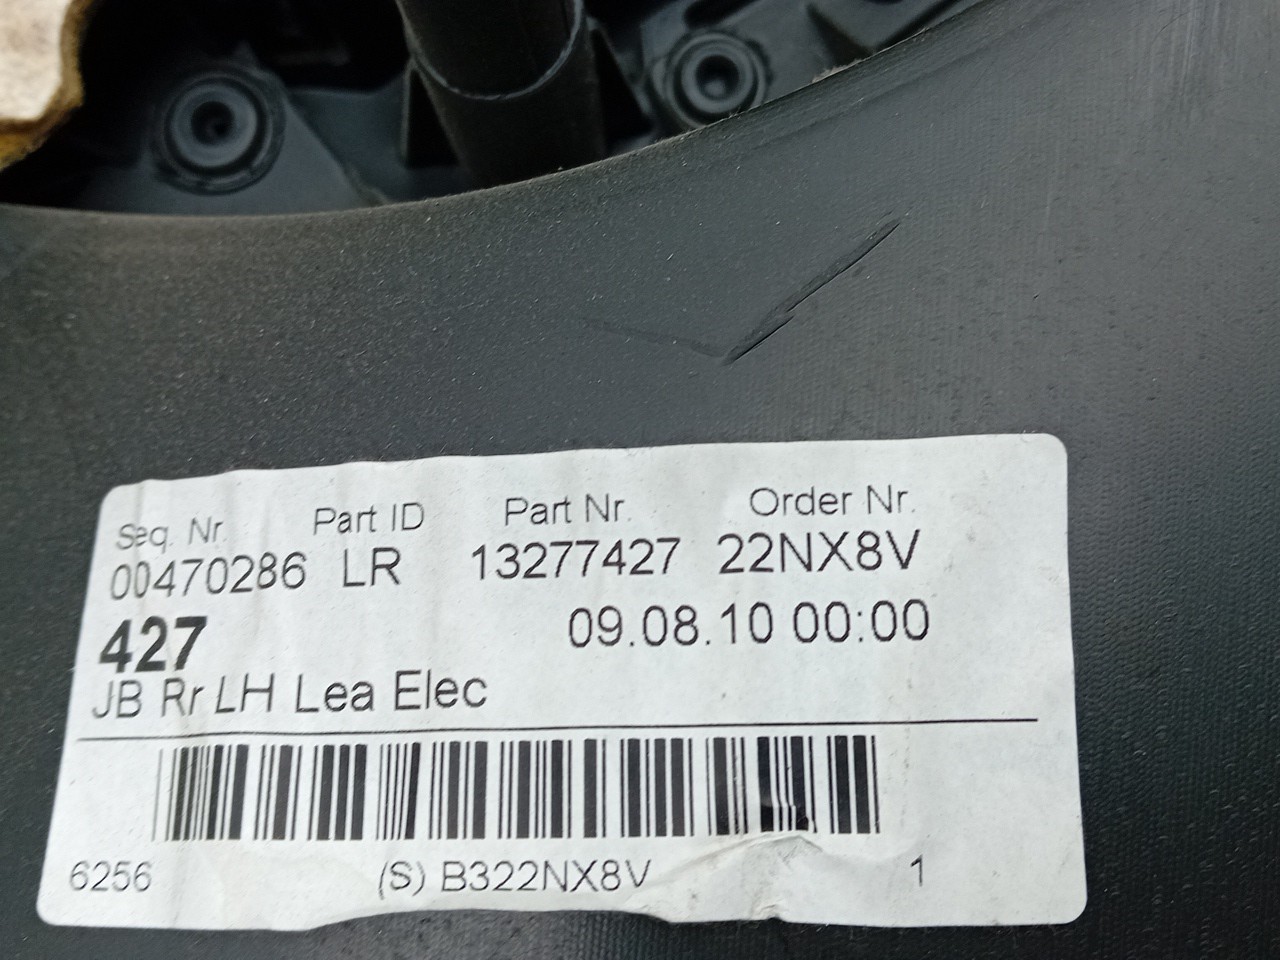 Seq. Nr. Part ID Part Nr. Order Nr.
00470286 LR 13277427 22NX8V
427 09.08.10 00:00
JB Rr LH Lea Elec
6256 (S) B322NX8V 1